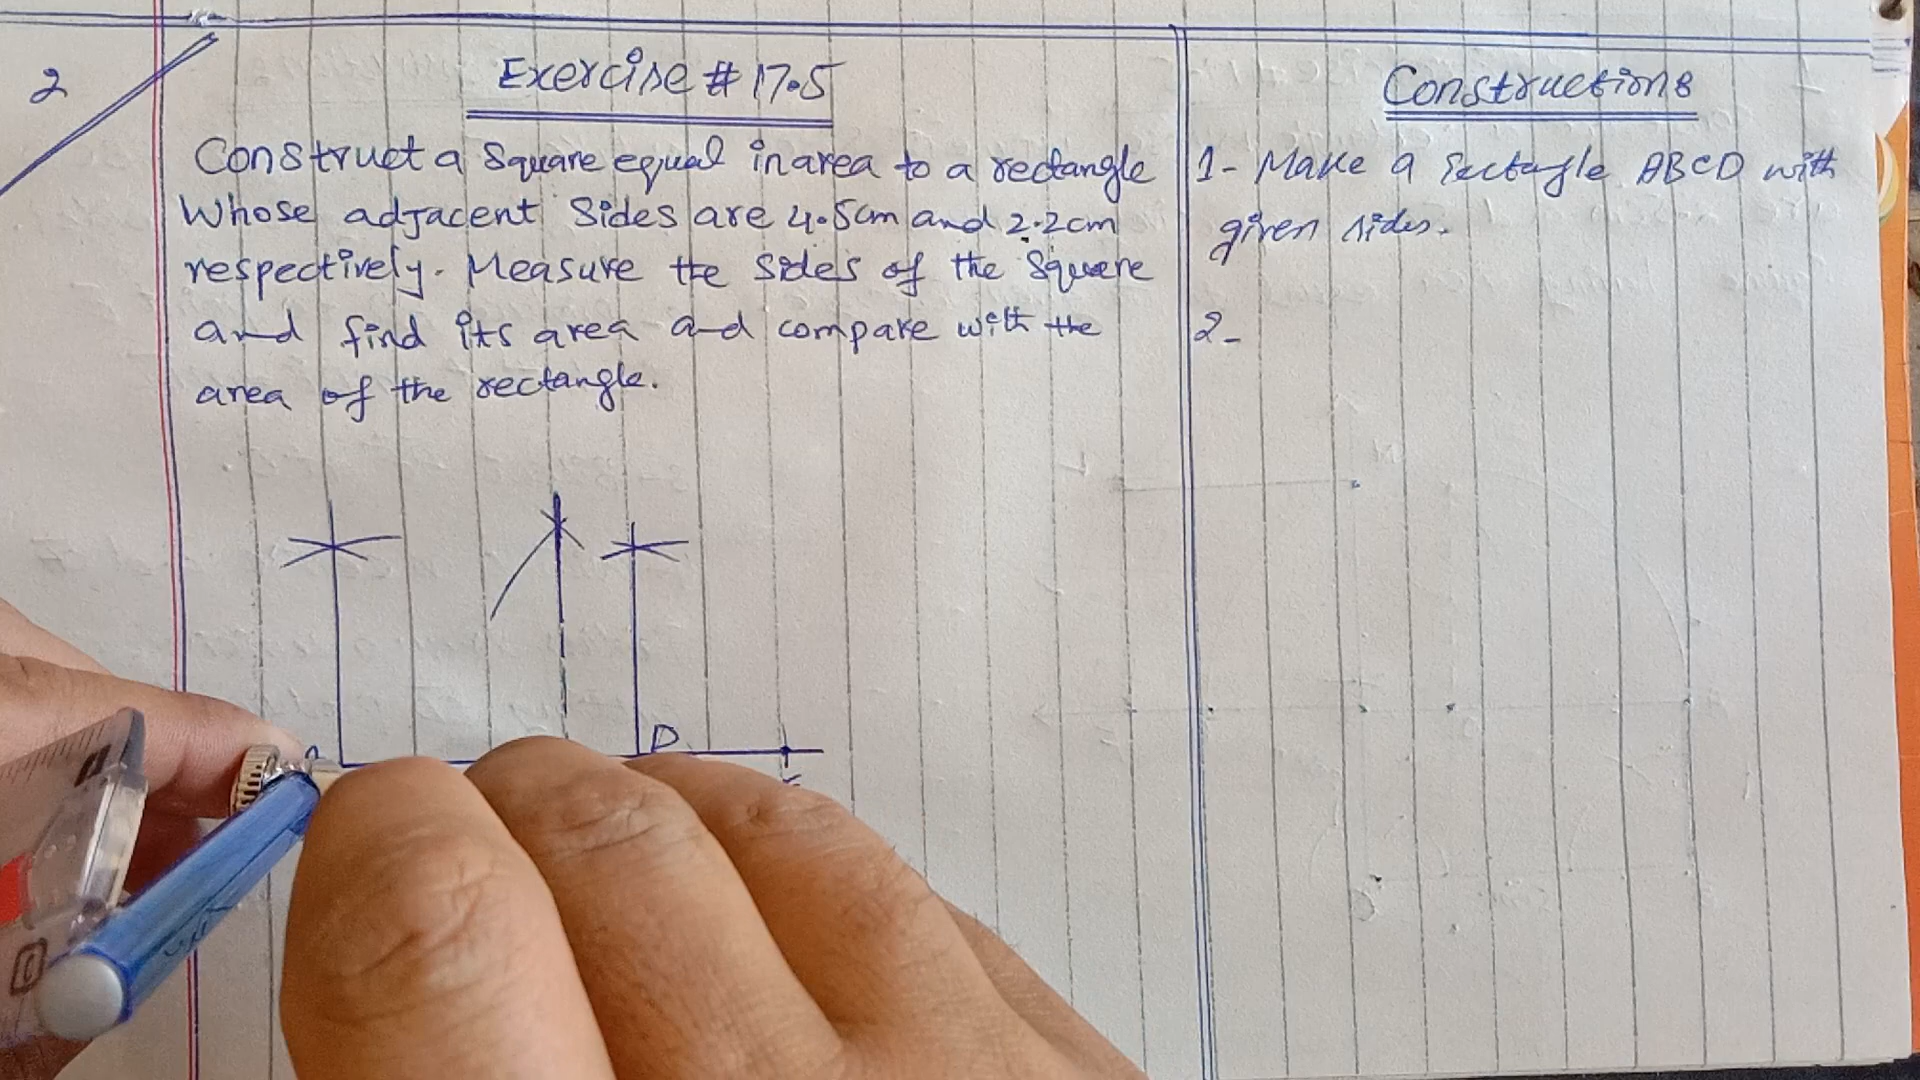 2
Exercise # 17.5
Construct a Square equal in area to a rectangle
Whose adjacent Sides are 4.5cm and 2.2cm
respectively. Measure the Sides of the Square
and find its area and compare with the
area of the rectangle.
D
Constructions
1- Make a rectangle ABCD with
given sides.
2-